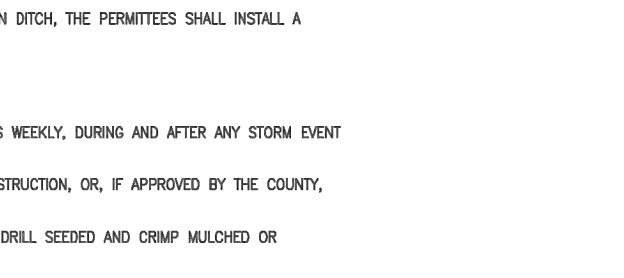 DITCH, THE PERMITTEES SHALL INSTALL A
WEEKLY, DURING AND AFTER ANY STORM EVENT
STRUCTION, OR, IF APPROVED BY THE COUNTY,
DRILL SEEDED AND CRIMP MULCHED OR